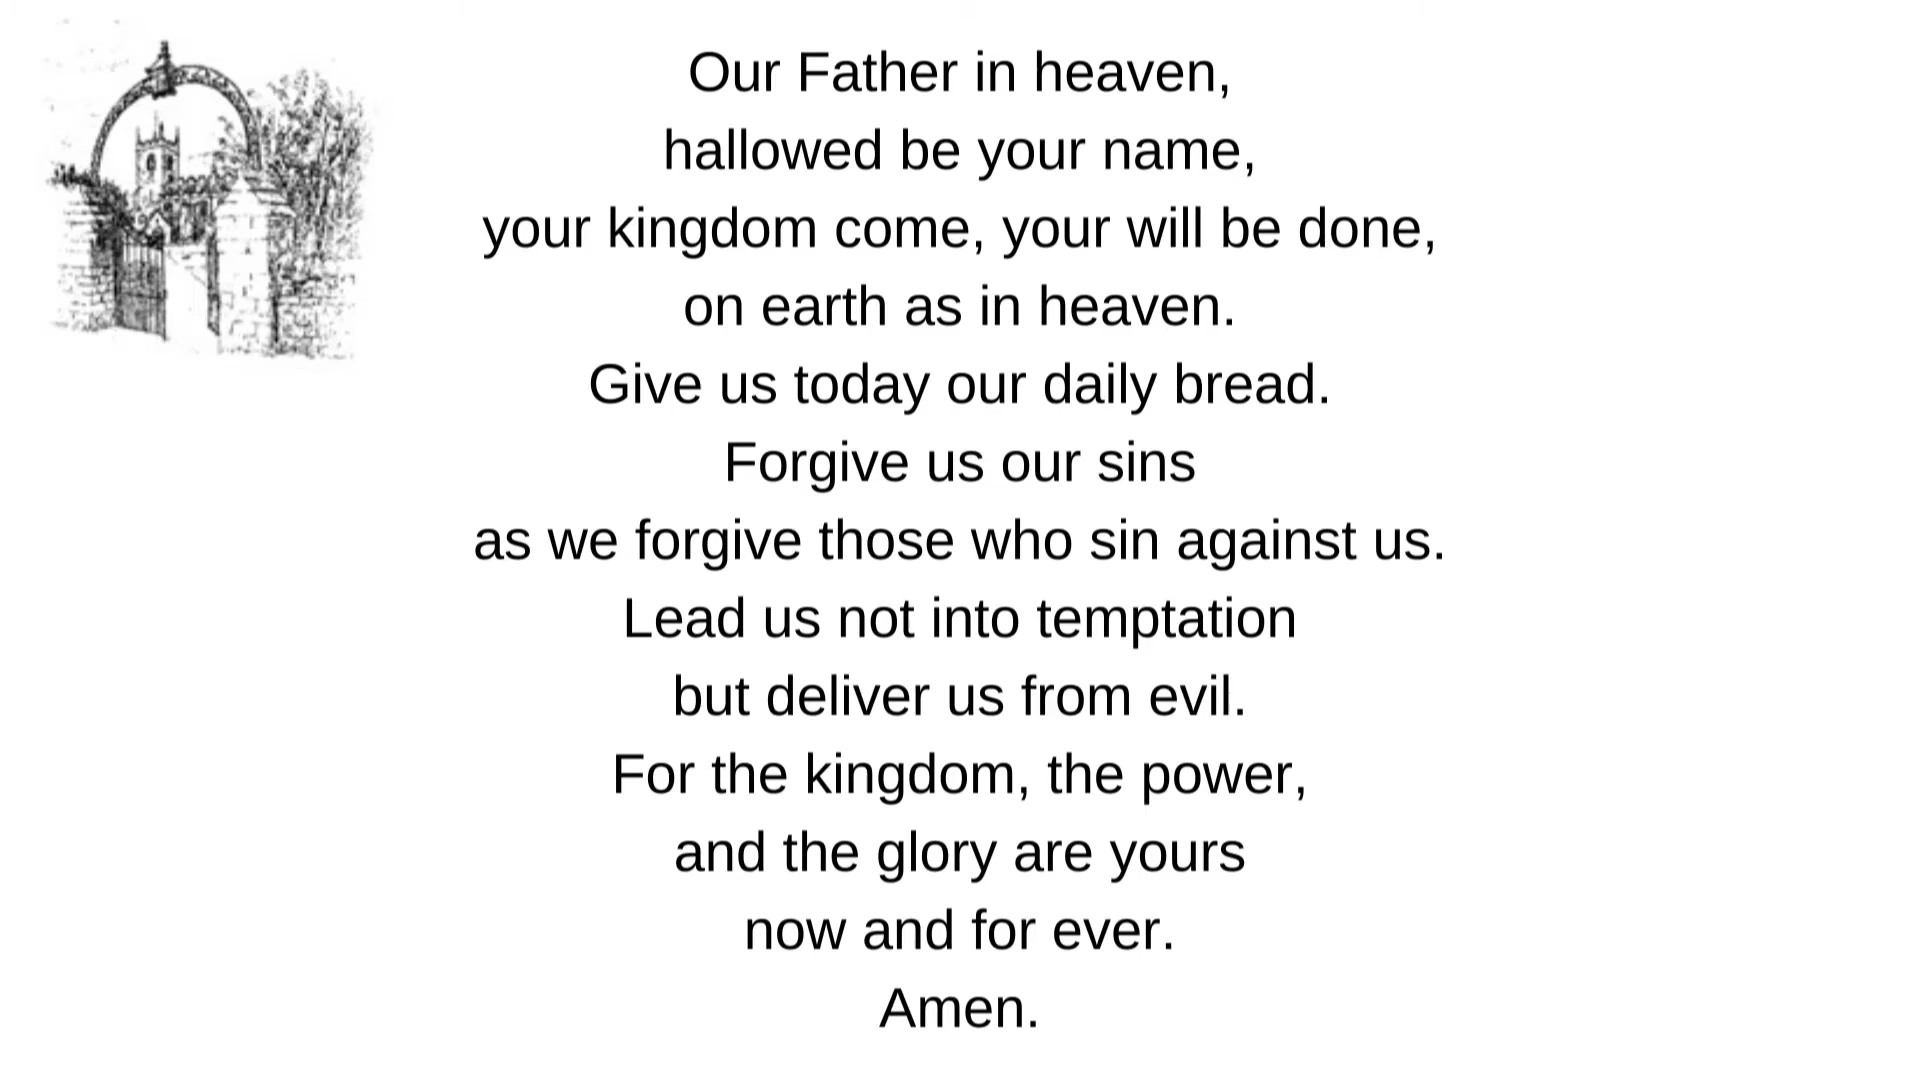 Our Father in heaven,
hallowed be your name,
your kingdom come, your will be done,
on earth as in heaven.
Give us today our daily bread.
Forgive us our sins
as we forgive those who sin against us.
Lead us not into temptation
but deliver us from evil.
For the kingdom, the power,
and the glory are yours
now and for ever.
Amen.